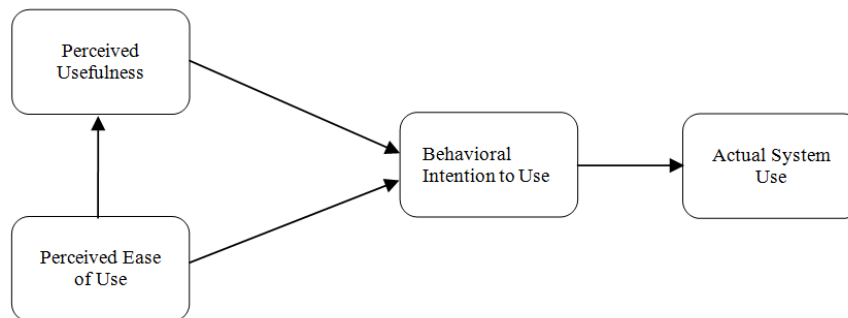 Perceived
Usefulness
Behavioral
Intention to Use
Actual System
Use
Perceived Ease
of Use